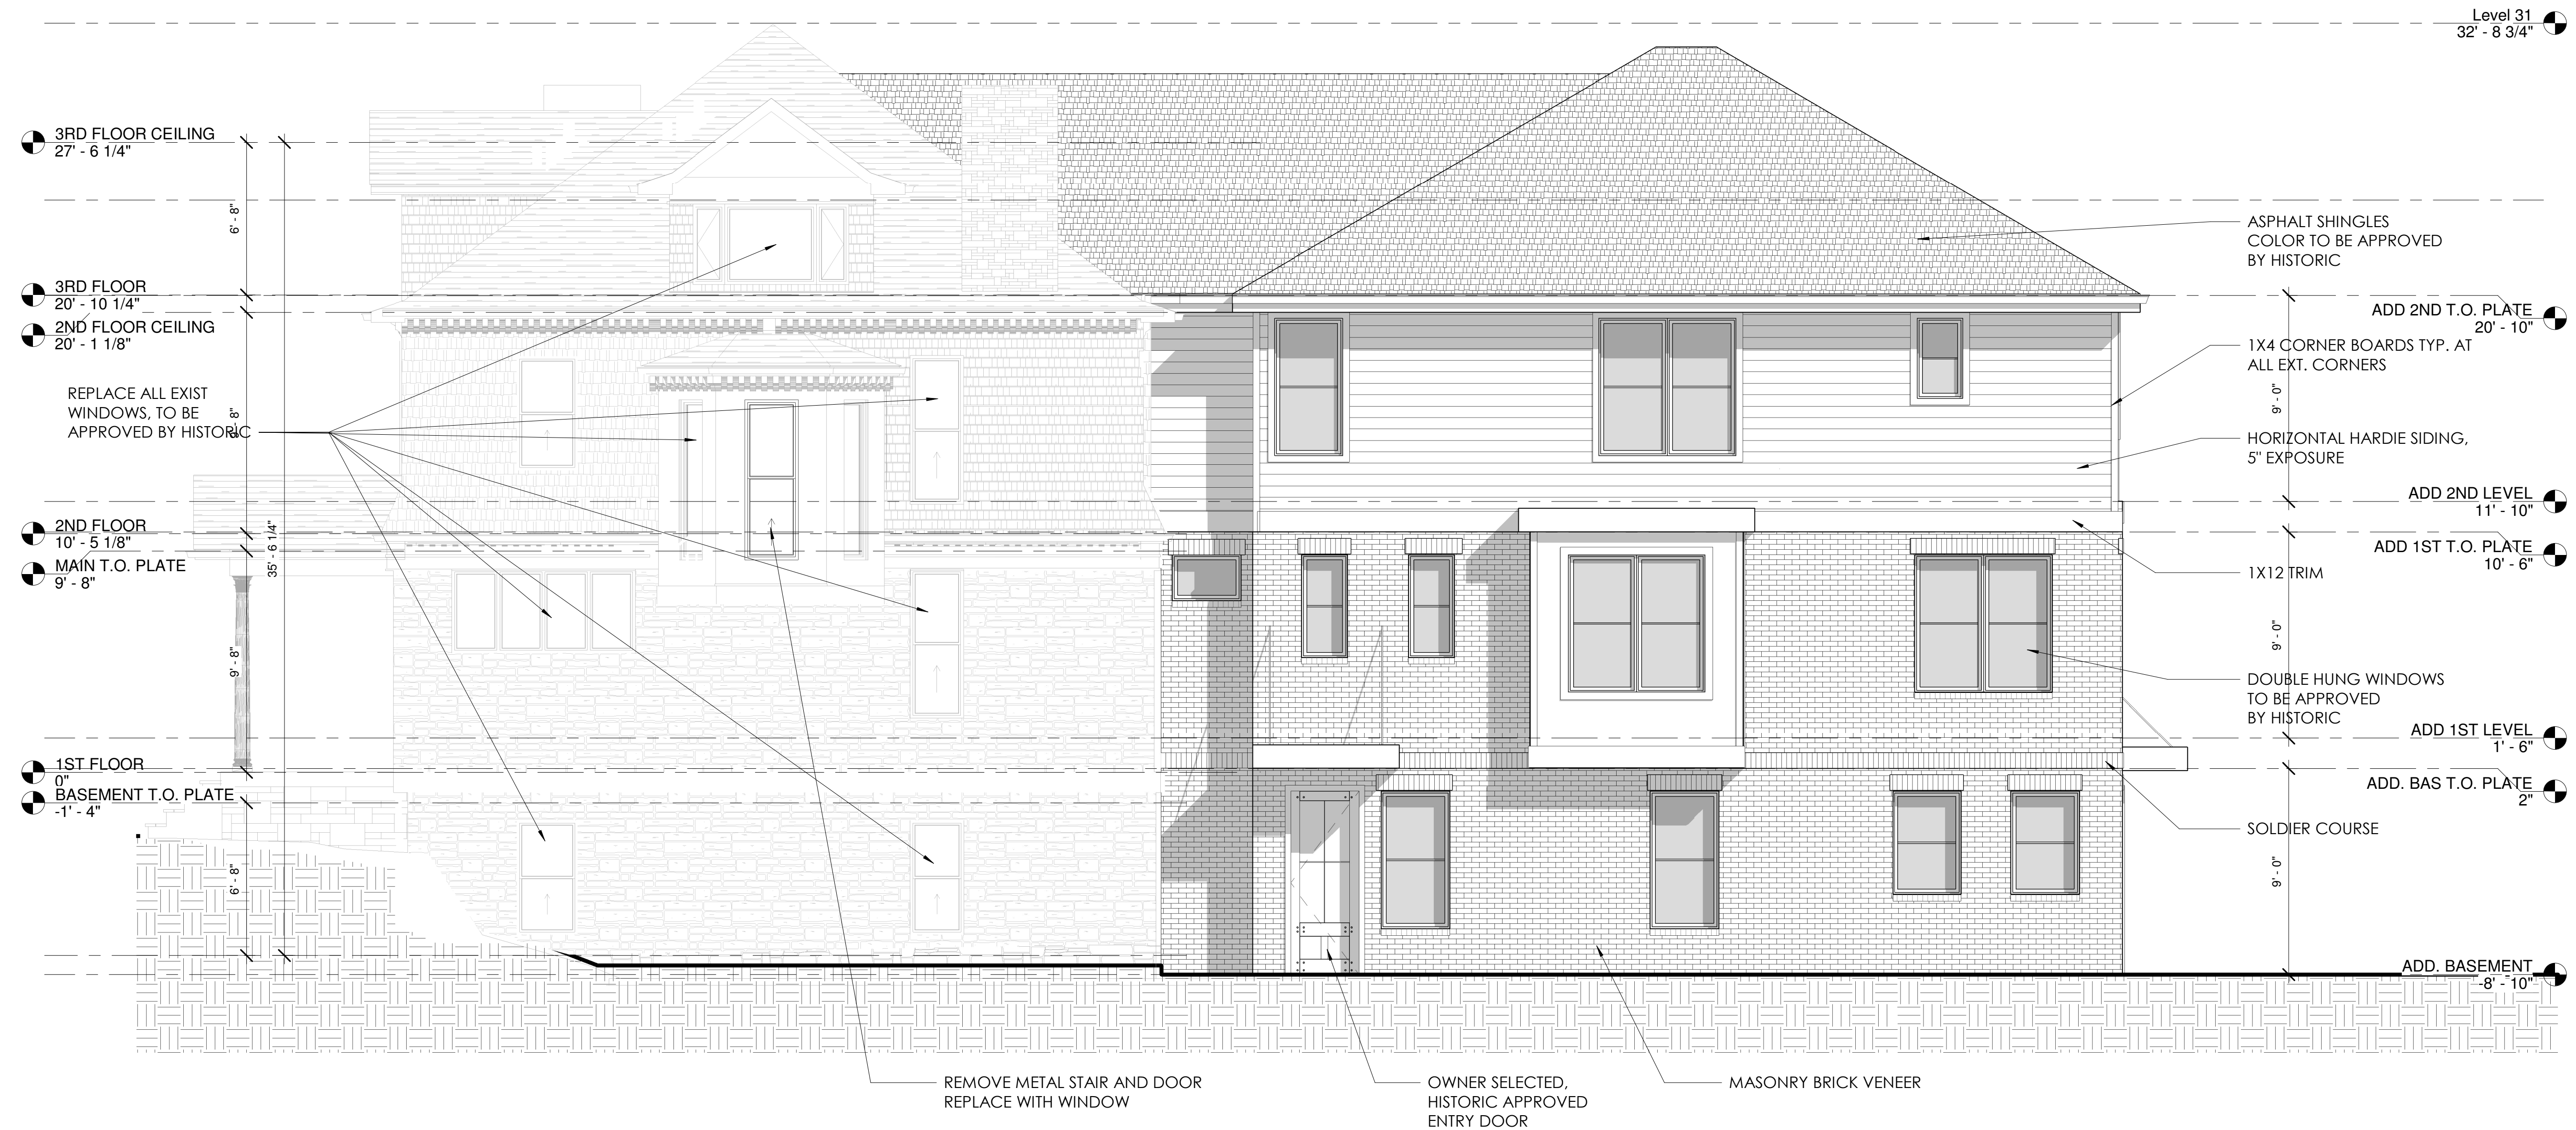 Level 31
32' - 8 3/4"
3RD FLOOR CEILING
27' - 6 1/4"
6' - 8"
ASPHALT SHINGLES
COLOR TO BE APPROVED
BY HISTORIC
3RD FLOOR
20' - 10 1/4"
2ND FLOOR CEILING
20' - 1 1/8"
ADD 2ND T.O. PLATE
20' - 10"
1X4 CORNER BOARDS TYP. AT
ALL EXT. CORNERS
9' - 0"
REPLACE ALL EXIST
WINDOWS, TO BE
APPROVED BY HISTORIC
HORIZONTAL HARDIE SIDING,
5" EXPOSURE
ADD 2ND LEVEL
11' - 10"
2ND FLOOR
10' - 5 1/8"
MAIN T.O. PLATE
9' - 8"
35' - 6 1/4"
ADD 1ST T.O. PLATE
10' - 6"
1X12 TRIM
9' - 8"
9' - 0"
DOUBLE HUNG WINDOWS
TO BE APPROVED
BY HISTORIC
ADD 1ST LEVEL
1' - 6"
1ST FLOOR
0"
BASEMENT T.O. PLATE
-1' - 4"
ADD. BAS T.O. PLATE
2"
SOLDIER COURSE
6' - 8"
9' - 0"
ADD. BASEMENT
-8' - 10"
REMOVE METAL STAIR AND DOOR
REPLACE WITH WINDOW
OWNER SELECTED,
HISTORIC APPROVED
ENTRY DOOR
MASONRY BRICK VENEER